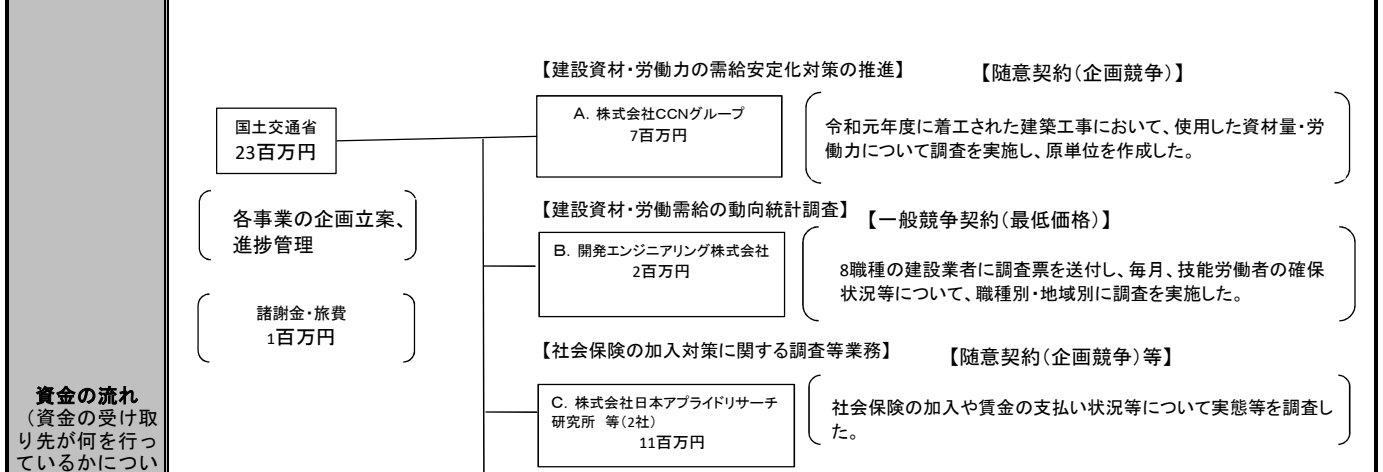 【建設資材・労働力の需給安定化対策の推進】
【随意契約(企画競争)】
国土交通省
23百万円
A. 株式会社CCNグループ
7百万円
令和元年度に着工された建築工事において、使用した資材量・労
働力について調査を実施し、原単位を作成した。
各事業の企画立案、
進捗管理
【建設資材・労働需給の動向統計調査】
【一般競争契約(最低価格)】
B. 開発エンジニアリング株式会社
2百万円
8職種の建設業者に調査票を送付し、毎月、技能労働者の確保
状況等について、職種別・地域別に調査を実施した。
諸謝金・旅費
1百万円
【社会保険の加入対策に関する調査等業務】
【随意契約(企画競争)等】
C. 株式会社日本アプライドリサーチ
研究所 等(2社)
11百万円
社会保険の加入や賃金の支払い状況等について実態等を調査し
た。
資金の流れ
(資金の受け取
り先が何を行っ
ているかについ